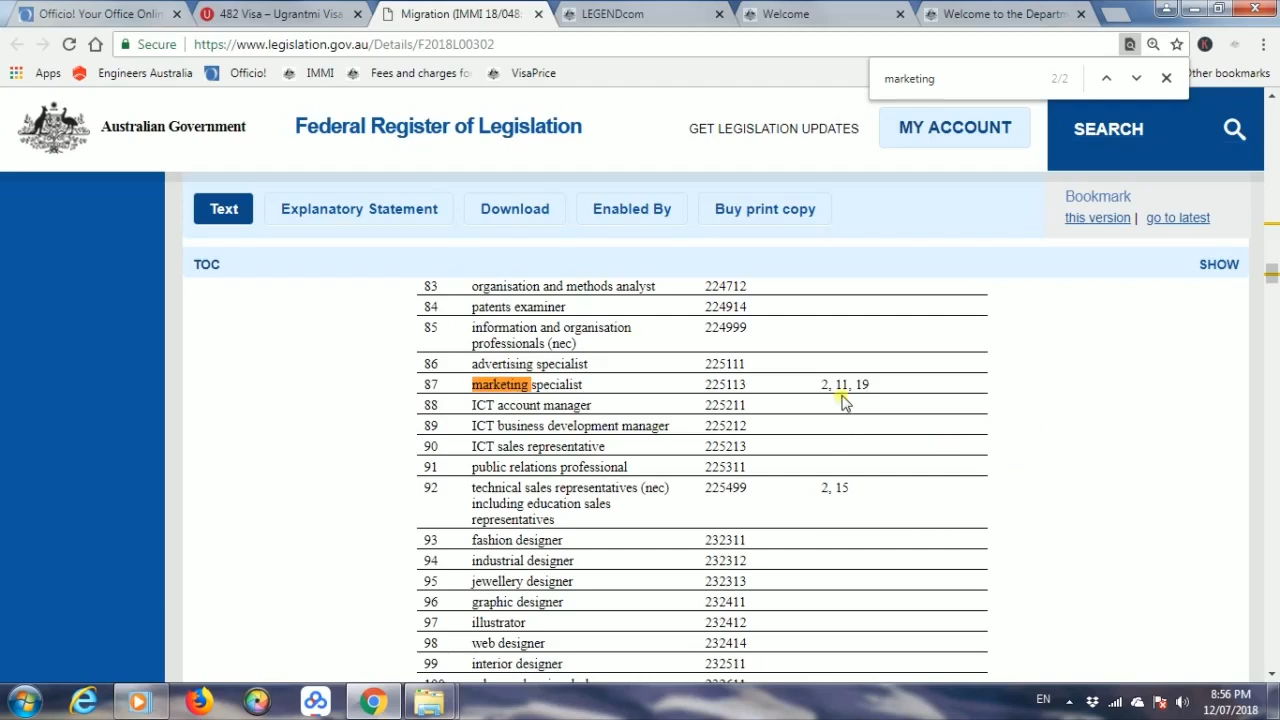 Officio! Your Office Onlin
482 Visa – Ugrantmi Visa
Migration (IMMI 18/048
LEGENDcom
Welcome
Welcome to the Departm
Secure
https://www.legislation.gov.au/Details/F2018L00302
Apps
Engineers Australia
Officio!
IMMI
Fees and charges fo
VisaPrice
Other bookmarks
marketing 2/2
Australian Government
Federal Register of Legislation
GET LEGISLATION UPDATES
MY ACCOUNT
SEARCH
Text
Explanatory Statement
Download
Enabled By
Buy print copy
Bookmark
this version | go to latest
TOC
SHOW
83 organisation and methods analyst 224712
84 patents examiner 224914
85 information and organisation 224999
professionals (nec)
86 advertising specialist 225111
87 marketing specialist 225113 2, 11, 19
88 ICT account manager 225211
89 ICT business development manager 225212
90 ICT sales representative 225213
91 public relations professional 225311
92 technical sales representatives (nec) 225499 2, 15
including education sales
representatives
93 fashion designer 232311
94 industrial designer 232312
95 jewellery designer 232313
96 graphic designer 232411
97 illustrator 232412
98 web designer 232414
99 interior designer 232511
EN
8:56 PM
12/07/2018